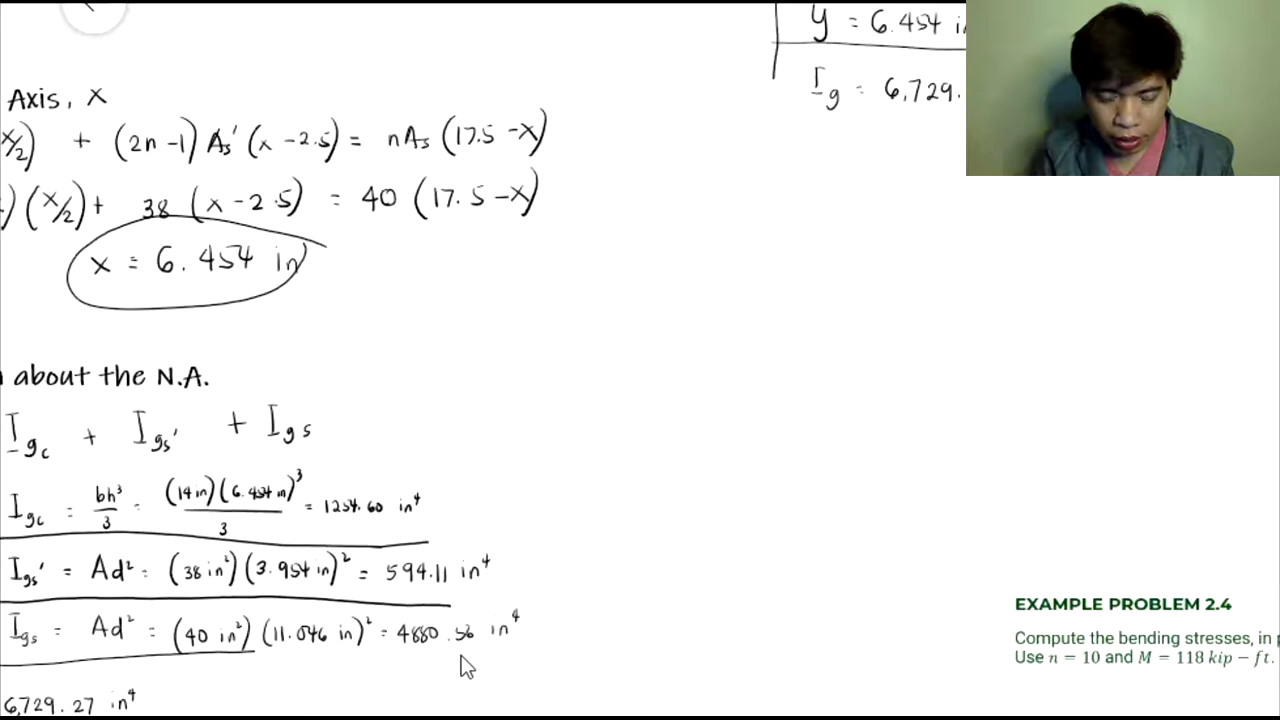 Axis, x
x/2) + (2n-1) As' (x-2.5) = nAs (17.5-x)
) (x/2) + 38 (x-2.5) = 40 (17.5-x)
x = 6.454 in
about the N.A.
Igc + Igs' + Igs
Igc = bh³/3 = (14in)(6.454 in)³/3 = 1254.60 in⁴
Igs' = Ad² = (38 in²)(3.954 in)² = 594.11 in⁴
Igs = Ad² = (40 in²)(11.046 in)² = 4880.56 in⁴
6,729.27 in⁴
y = 6.454 i
Ig = 6,729.
EXAMPLE PROBLEM 2.4
Compute the bending stresses, in
Use n = 10 and M = 118 kip – ft.